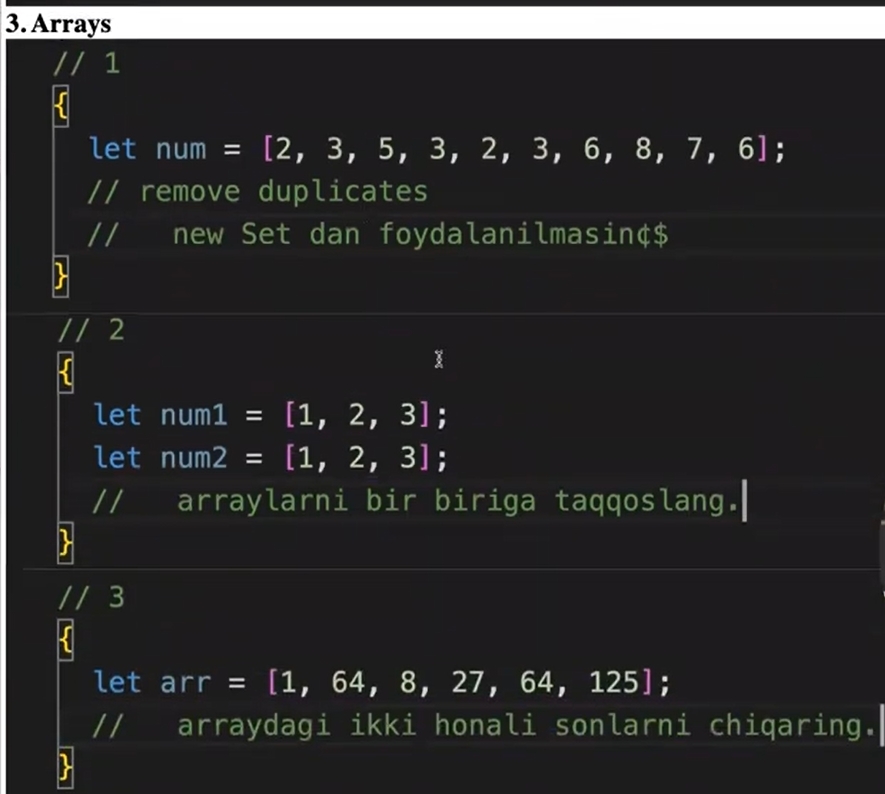 3. Arrays
// 1
{
let num = [2, 3, 5, 3, 2, 3, 6, 8, 7, 6];
// remove duplicates
// new Set dan foydalanilmasin¢$
}
// 2
{
let num1 = [1, 2, 3];
let num2 = [1, 2, 3];
// arraylarni bir biriga taqqoslang.
}
// 3
{
let arr = [1, 64, 8, 27, 64, 125];
// arraydagi ikki honali sonlarni chiqaring.
}